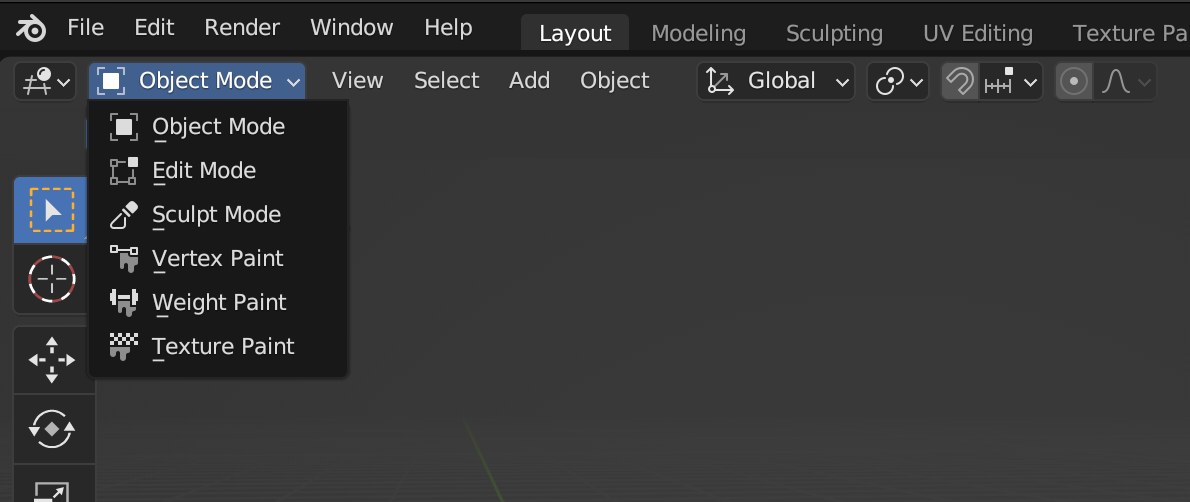 File Edit Render Window Help Layout Modeling Sculpting UV Editing Texture Pa
Object Mode View Select Add Object Global
Object Mode
Edit Mode
Sculpt Mode
Vertex Paint
Weight Paint
Texture Paint